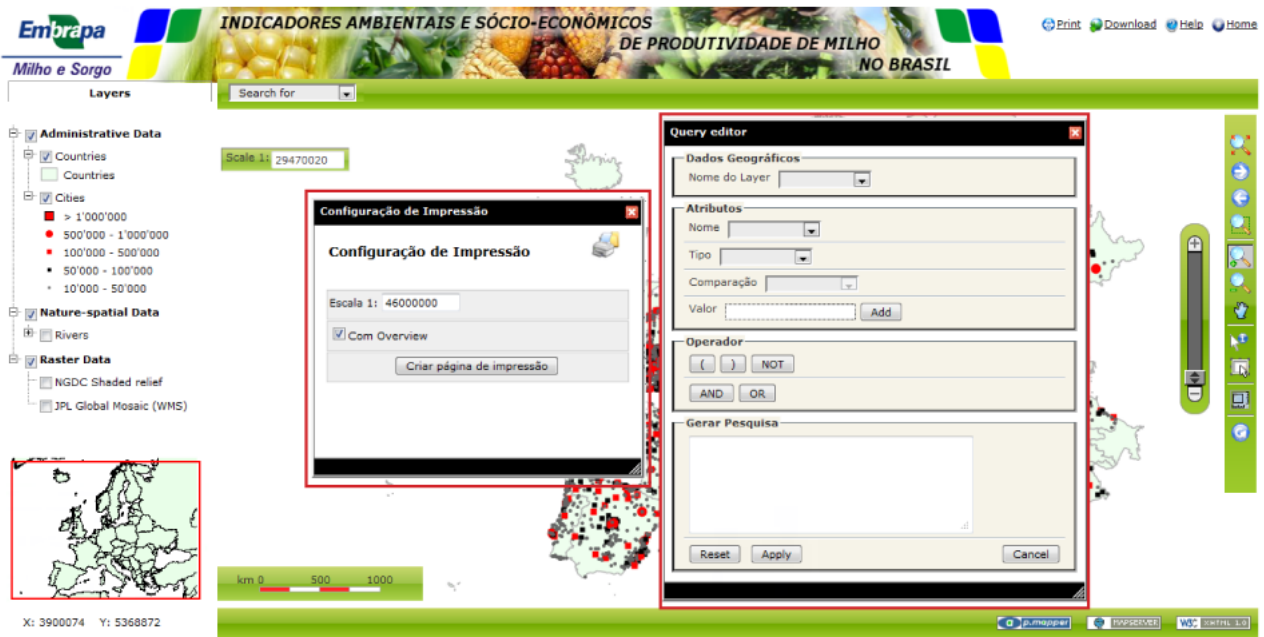 Embrapa
Milho e Sorgo
INDICADORES AMBIENTAIS E SÓCIO-ECONÔMICOS
DE PRODUTIVIDADE DE MILHO
NO BRASIL
Print Download Help Home
Layers
Search for
Administrative Data
Countries
Countries
Cities
> 1'000'000
500'000 - 1'000'000
100'000 - 500'000
50'000 - 100'000
10'000 - 50'000
Nature-spatial Data
Rivers
Raster Data
NGDC Shaded relief
JPL Global Mosaic (WMS)
Scale 1: 29470020
Configuração de Impressão
Configuração de Impressão
Escala 1: 46000000
Com Overview
Criar página de impressão
Query editor
Dados Geográficos
Nome do Layer
Atributos
Nome
Tipo
Comparação
Valor Add
Operador
( ) NOT
AND OR
Gerar Pesquisa
Reset Apply Cancel
km 0 500 1000
X: 3900074 Y: 5368872
p.mapper MAPSERVER W3C XHTML 1.0